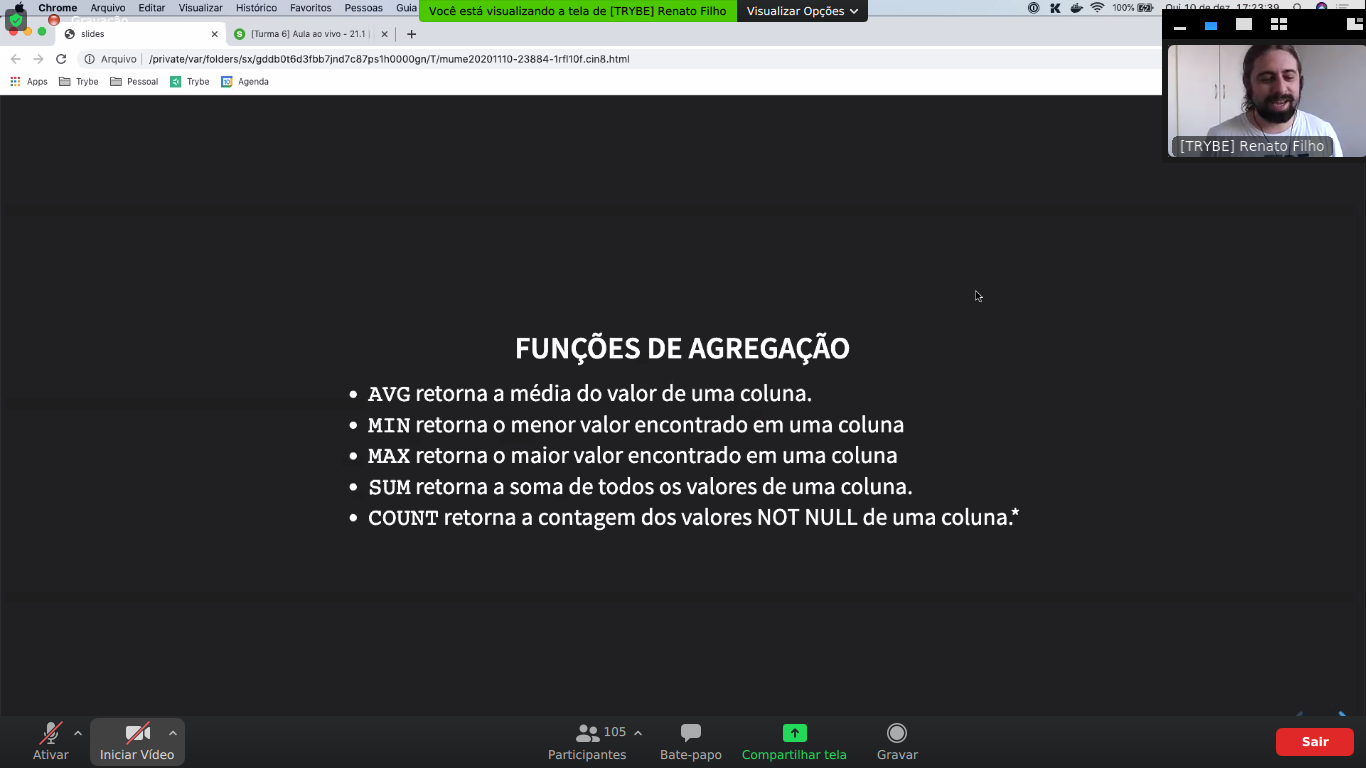 Chrome Arquivo Editar Visualizar Histórico Favoritos Pessoas Guia
Você está visualizando a tela de [TRYBE] Renato Filho
Visualizar Opções
100%
Qui 10 de dez. 17:23:39
Gravação
slides
[Turma 6] Aula ao vivo - 21.1
Arquivo /private/var/folders/sx/gddb0t6d3fbb7jnd7c87ps1h0000gn/T/mume20201110-23884-1rfl10f.cin8.html
Apps Trybe Pessoal Trybe 10 Agenda
[TRYBE] Renato Filho
FUNÇÕES DE AGREGAÇÃO
• AVG retorna a média do valor de uma coluna.
• MIN retorna o menor valor encontrado em uma coluna
• MAX retorna o maior valor encontrado em uma coluna
• SUM retorna a soma de todos os valores de uma coluna.
• COUNT retorna a contagem dos valores NOT NULL de uma coluna.*
105
Ativar Iniciar Vídeo Participantes Bate-papo Compartilhar tela Gravar Sair